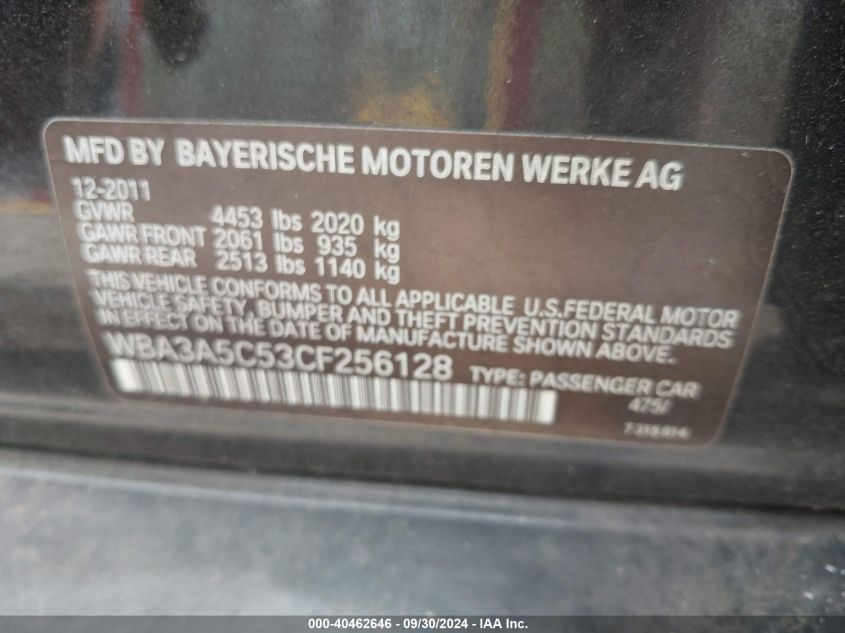 MFD BY BAYERISCHE MOTOREN WERKE AG
12-2011
GVWR 4453 lbs 2020 kg
GAWR FRONT 2061 lbs 935 kg
GAWR REAR 2513 lbs 1140 kg
THIS VEHICLE CONFORMS TO ALL APPLICABLE U.S.FEDERAL MOTOR
VEHICLE SAFETY, BUMPER AND THEFT PREVENTION STANDARDS
IN EFFECT ON THE DATE OF MANUFACTURE SHOWN ABOVE.
WBA3A5C53CF256128 TYPE: PASSENGER CAR
475/
000-40462646 - 09/30/2024 - IAA Inc.